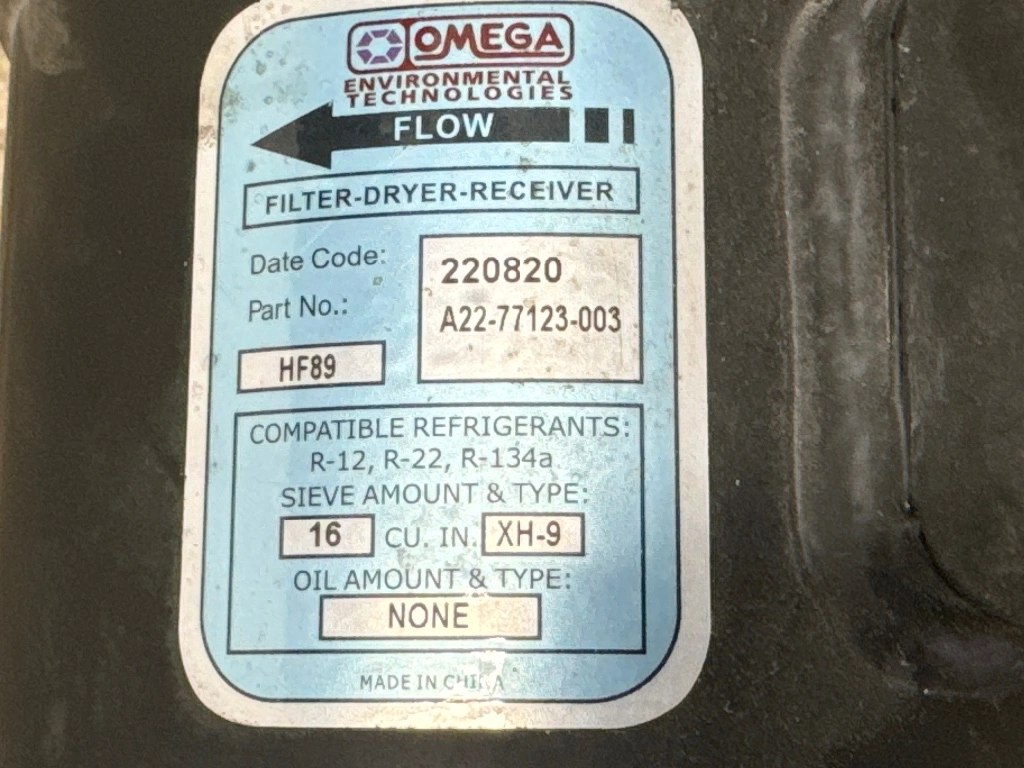 OMEGA
ENVIRONMENTAL
TECHNOLOGIES
FLOW
FILTER-DRYER-RECEIVER
Date Code: 220820
Part No.: A22-77123-003
HF89
COMPATIBLE REFRIGERANTS:
R-12, R-22, R-134a
SIEVE AMOUNT & TYPE:
16 CU. IN. XH-9
OIL AMOUNT & TYPE:
NONE
MADE IN CHINA